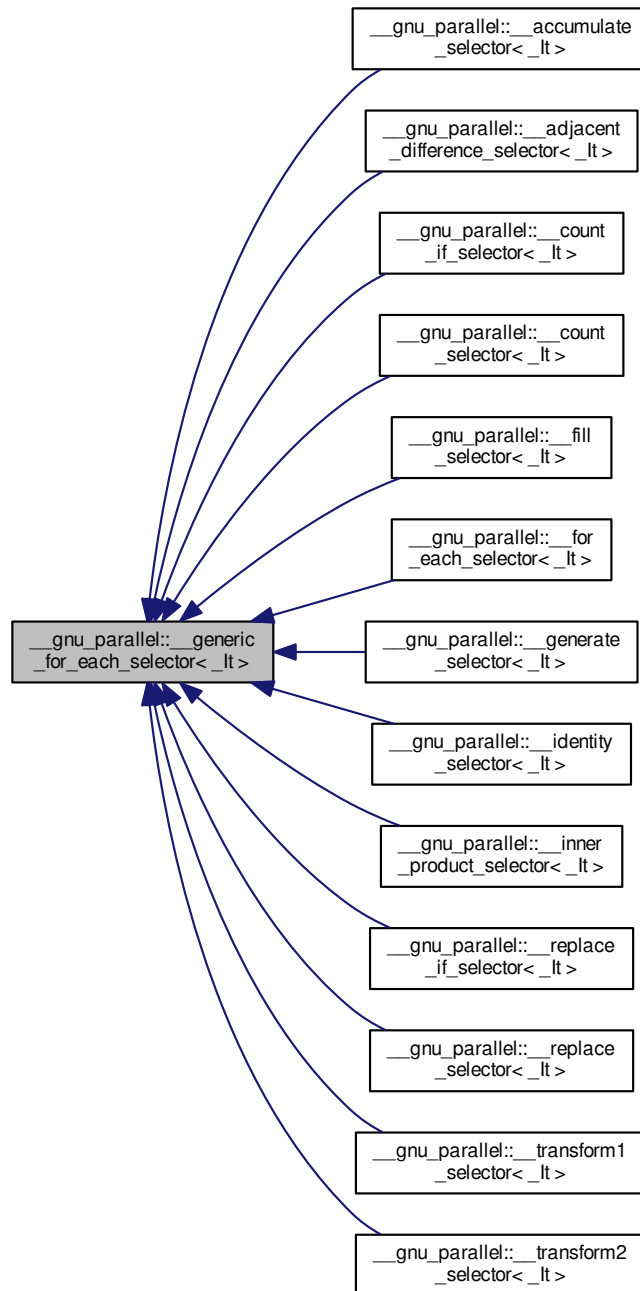 __gnu_parallel::__accumulate
_selector< _It >
__gnu_parallel::__adjacent
_difference_selector< _It >
__gnu_parallel::__count
_if_selector< _It >
__gnu_parallel::__count
_selector< _It >
__gnu_parallel::__fill
_selector< _It >
__gnu_parallel::__for
_each_selector< _It >
__gnu_parallel::__generic
_for_each_selector< _It >
__gnu_parallel::__generate
_selector< _It >
__gnu_parallel::__identity
_selector< _It >
__gnu_parallel::__inner
_product_selector< _It >
__gnu_parallel::__replace
_if_selector< _It >
__gnu_parallel::__replace
_selector< _It >
__gnu_parallel::__transform1
_selector< _It >
__gnu_parallel::__transform2
_selector< _It >